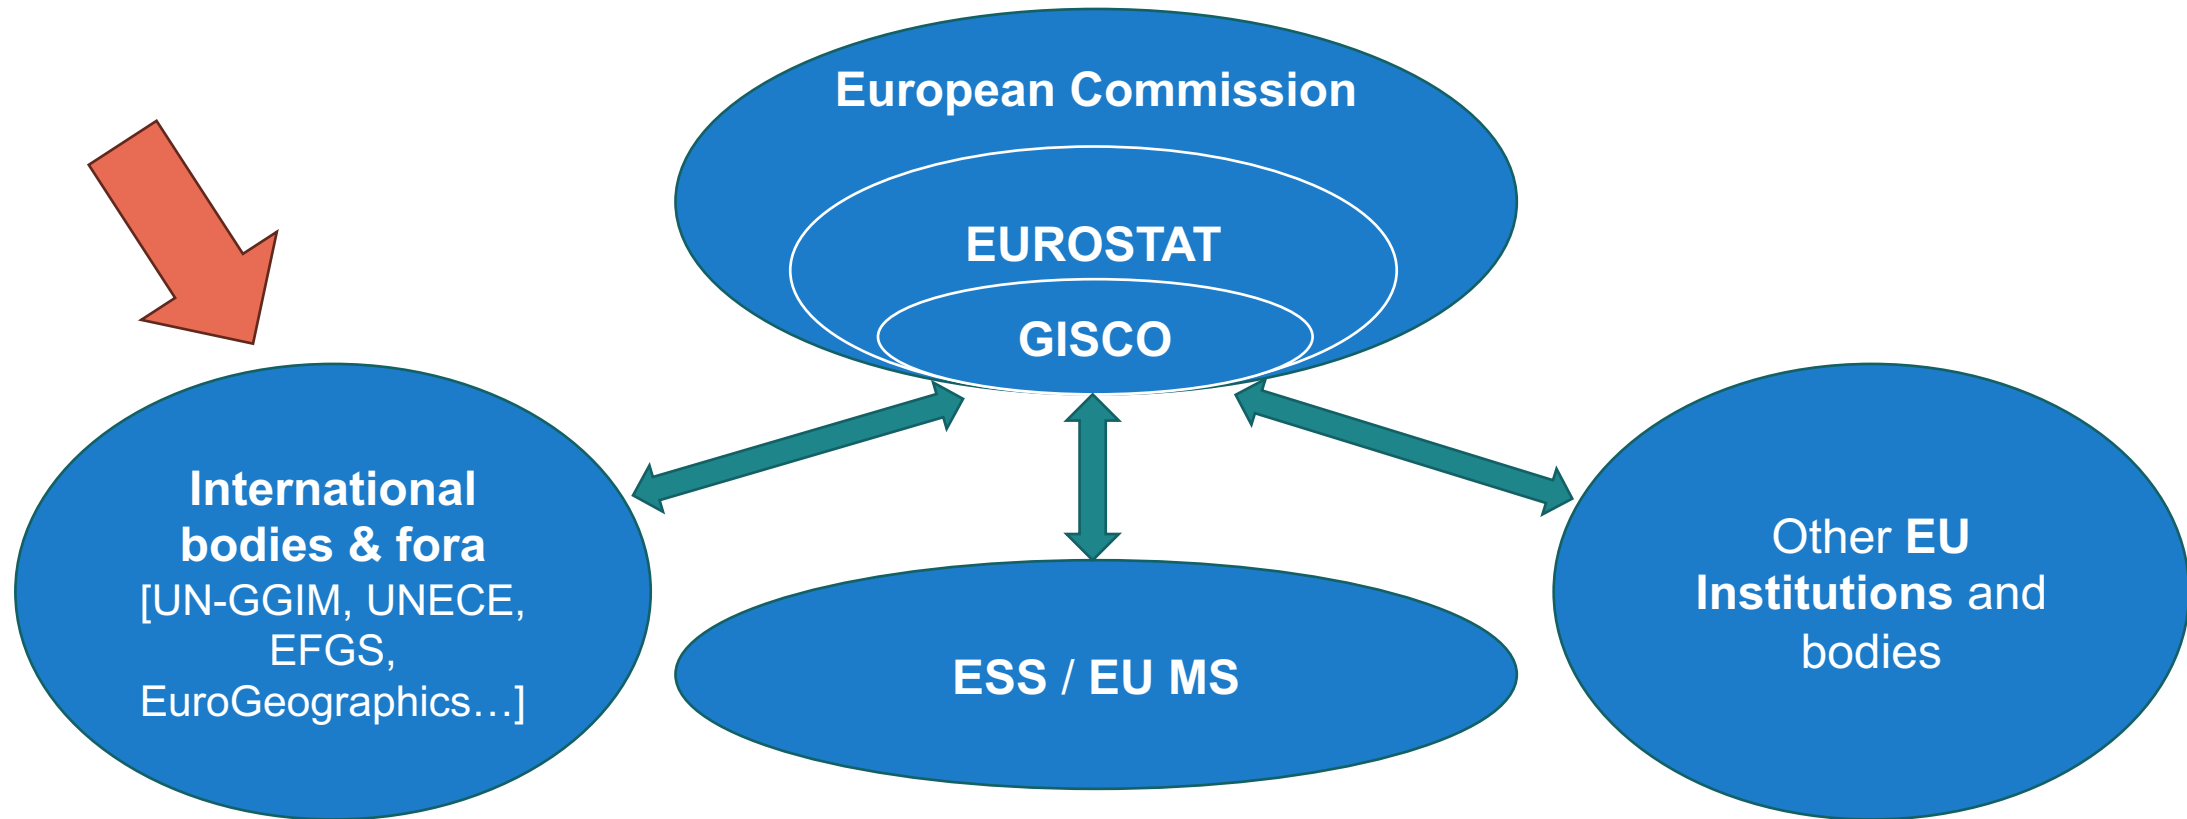 European Commission
EUROSTAT
GISCO
International
bodies & fora
[UN-GGIM, UNECE,
EFGS,
EuroGeographics…]
ESS / EU MS
Other EU
Institutions and
bodies